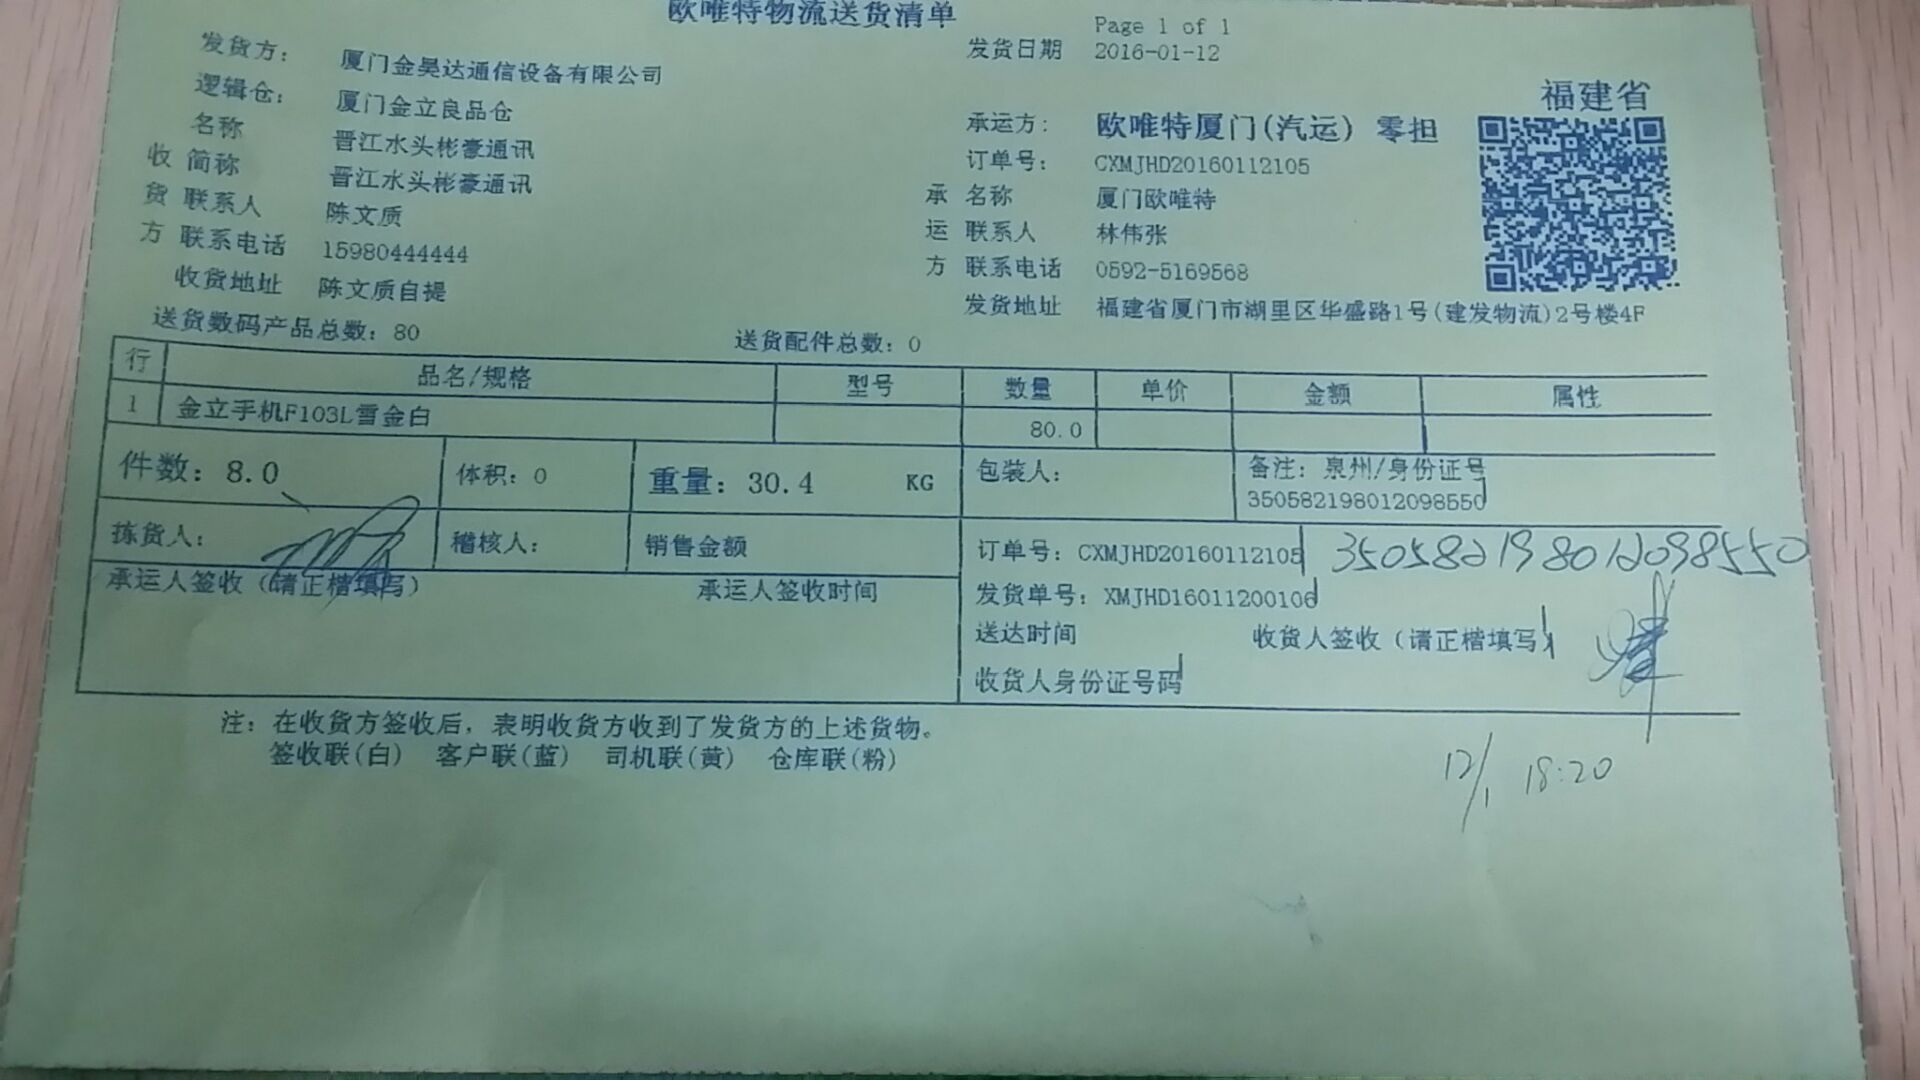 欧唯特物流送货清单
Page 1 of 1
发货日期 2016-01-12
发货方: 厦门金昊达通信设备有限公司
逻辑仓: 厦门金立良品仓
福建省
承运方: 欧唯特厦门(汽运) 零担
订单号: CXMJHD20160112105
收货方
名称 晋江水头彬豪通讯
简称 晋江水头彬豪通讯
联系人 陈文质
联系电话 15980444444
收货地址 陈文质自提
承运方
名称 厦门欧唯特
联系人 林伟张
联系电话 0592-5169568
发货地址 福建省厦门市湖里区华盛路1号(建发物流)2号楼4F
送货数码产品总数: 80 送货配件总数: 0
行 品名/规格 型号 数量 单价 金额 属性
1 金立手机F103L雪金白 80.0
件数: 8.0 体积: 0 重量: 30.4 KG 包装人: 备注: 泉州/身份证号
350582198012098550
拣货人: 稽核人: 销售金额
订单号: CXMJHD20160112105 350582198012098550
承运人签收 (请正楷填写) 承运人签收时间
发货单号: XMJHD16011200106
送达时间 收货人签收 (请正楷填写)
收货人身份证号码
注: 在收货方签收后, 表明收货方收到了发货方的上述货物。
签收联(白) 客户联(蓝) 司机联(黄) 仓库联(粉)
12/1 18:20